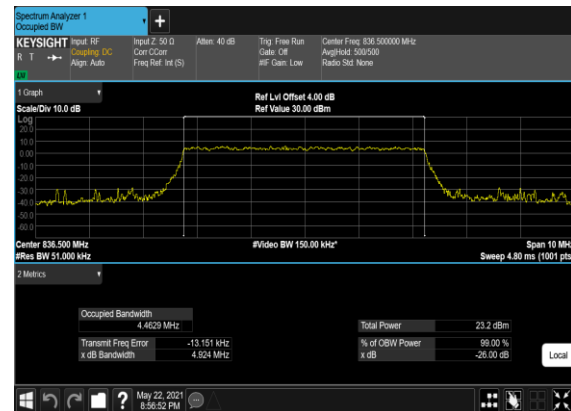 Spectrum Analyzer 1
Occupied BW
KEYSIGHT
R T
LW
Input: RF
Coupling: DC
Align: Auto
Input Z: 50 Ω
Corr CCorr
Freq Ref: Int (S)
Atten: 40 dB
Trig: Free Run
Gate: Off
#IF Gain: Low
Center Freq: 836.500000 MHz
Avg|Hold: 500/500
Radio Std: None
1 Graph
Scale/Div 10.0 dB
Ref Lvl Offset 4.00 dB
Ref Value 30.00 dBm
Log
20.0
10.0
0.00
-10.0
-20.0
-30.0
-40.0
-50.0
-60.0
Center 836.500 MHz
#Res BW 51.000 kHz
#Video BW 150.00 kHz*
Span 10 MHz
Sweep 4.80 ms (1001 pts
2 Metrics
Occupied Bandwidth
4.4629 MHz
Transmit Freq Error -13.151 kHz
x dB Bandwidth 4.924 MHz
Total Power 23.2 dBm
% of OBW Power 99.00 %
x dB -26.00 dB
Local
?
May 22, 2021
8:56:52 PM